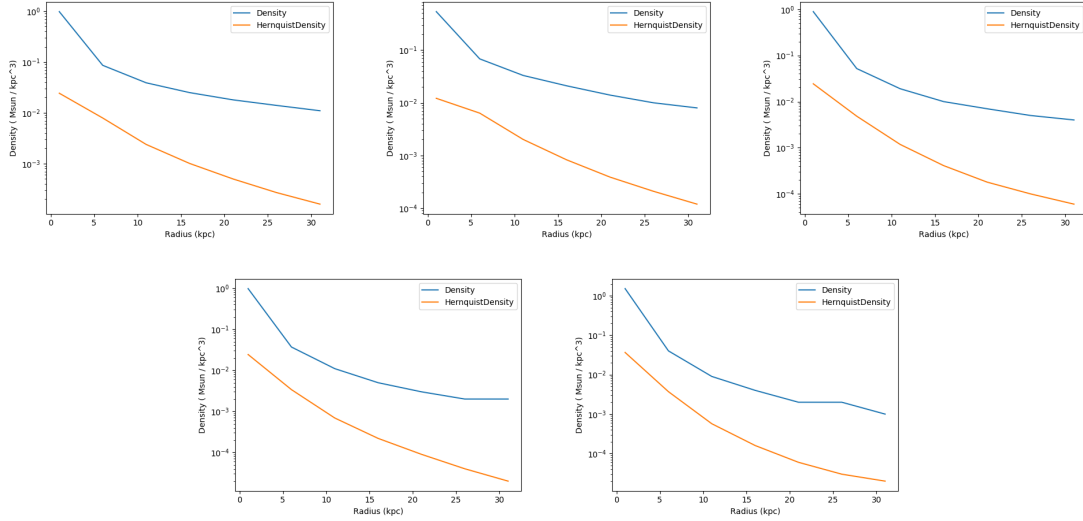 10^0
10^-1
10^-2
10^-3
Density ( Msun / kpc^3)
0 5 10 15 20 25 30
Radius (kpc)
Density
HernquistDensity
10^-1
10^-2
10^-3
10^-4
Density ( Msun / kpc^3)
0 5 10 15 20 25 30
Radius (kpc)
Density
HernquistDensity
10^0
10^-1
10^-2
10^-3
10^-4
Density ( Msun / kpc^3)
0 5 10 15 20 25 30
Radius (kpc)
Density
HernquistDensity
10^0
10^-1
10^-2
10^-3
10^-4
Density ( Msun / kpc^3)
0 5 10 15 20 25 30
Radius (kpc)
Density
HernquistDensity
10^0
10^-1
10^-2
10^-3
10^-4
Density ( Msun / kpc^3)
0 5 10 15 20 25 30
Radius (kpc)
Density
HernquistDensity